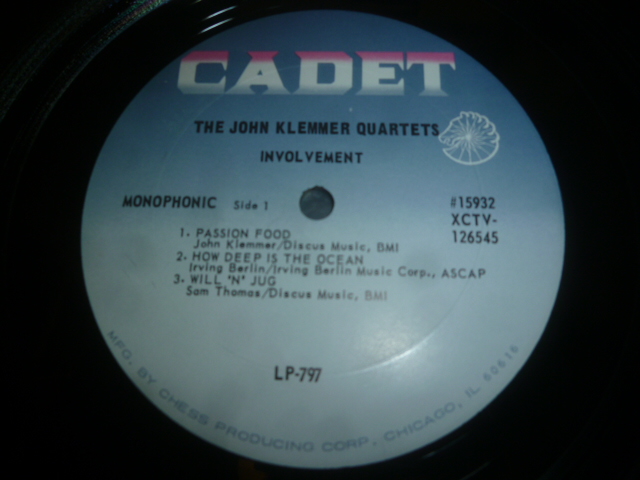 CADET
THE JOHN KLEMMER QUARTETS
INVOLVEMENT
MONOPHONIC Side 1
#15932
XCTV-
126545
1. PASSION FOOD
John Klemmer/Discus Music, BMI
2. HOW DEEP IS THE OCEAN
Irving Berlin/Irving Berlin Music Corp., ASCAP
3. WILL 'N' JUG
Sam Thomas/Discus Music, BMI
LP-797
MFG. BY CHESS PRODUCING CORP., CHICAGO, IL 60616